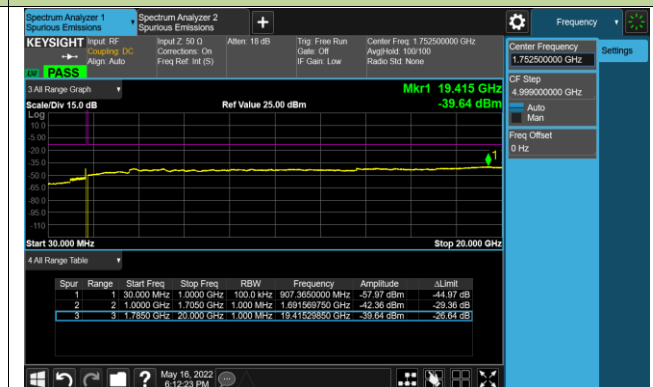 Spectrum Analyzer 1
Spurious Emissions
Spectrum Analyzer 2
Spurious Emissions
+
Frequency
KEYSIGHT
Input: RF
Coupling: DC
Align: Auto
Input Z: 50 Ω
Corrections: On
Freq Ref: Int (S)
Atten: 18 dB
Trig: Free Run
Gate: Off
IF Gain: Low
Center Freq: 1.752500000 GHz
Avg|Hold: 100/100
Radio Std: None
LW PASS
Center Frequency
1.752500000 GHz
Settings
CF Step
4.999000000 GHz
Auto
Man
Freq Offset
0 Hz
3 All Range Graph
Mkr1 19.415 GHz
Scale/Div 15.0 dB
Ref Value 25.00 dBm
-39.64 dBm
Log
10.0
-5.00
-20.0
-35.0
-50.0
-65.0
-80.0
-95.0
-110
1
Start 30.000 MHz
Stop 20.000 GHz
4 All Range Table
Spur Range Start Freq Stop Freq RBW Frequency Amplitude ΔLimit
1 1 30.000 MHz 1.0000 GHz 100.0 kHz 907.3650000 MHz -57.97 dBm -44.97 dB
2 2 1.0000 GHz 1.7050 GHz 1.000 MHz 1.691569750 GHz -42.36 dBm -29.36 dB
3 3 1.7850 GHz 20.000 GHz 1.000 MHz 19.41529850 GHz -39.64 dBm -26.64 dB
?
May 16, 2022
6:12:23 PM